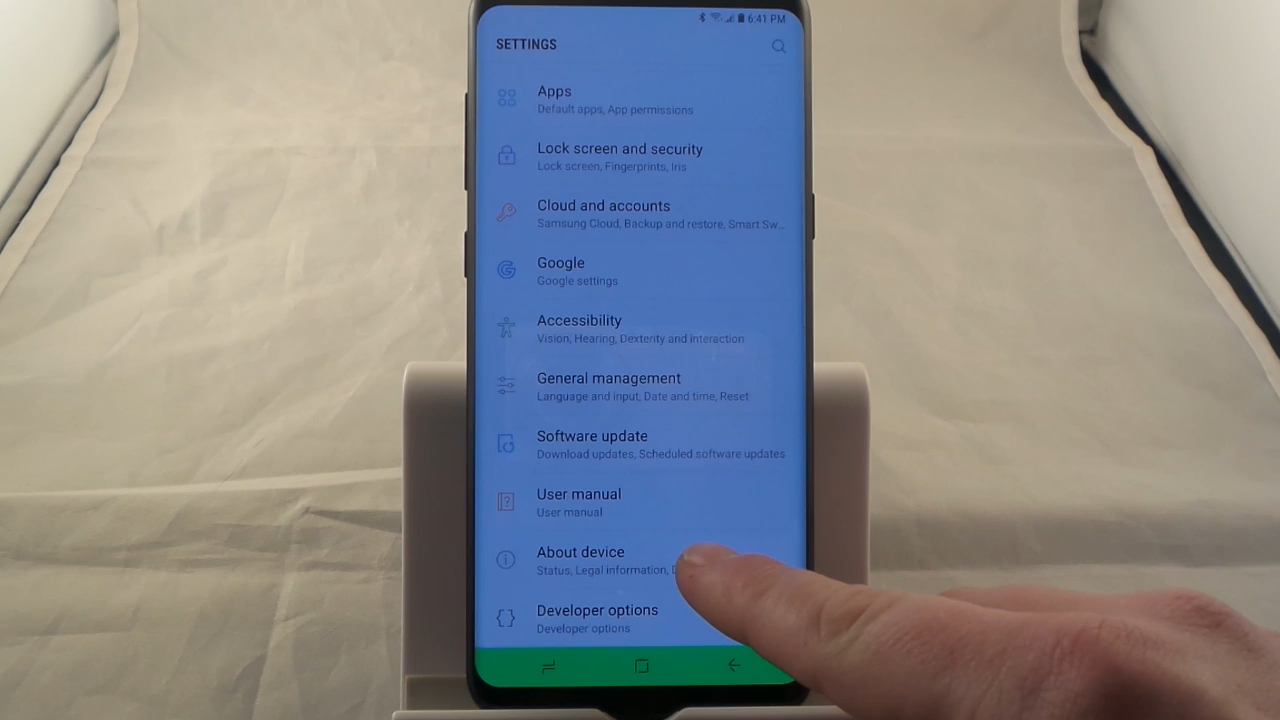 6:41 PM
SETTINGS
Apps
Default apps, App permissions
Lock screen and security
Lock screen, Fingerprints, Iris
Cloud and accounts
Samsung Cloud, Backup and restore, Smart Sw...
Google
Google settings
Accessibility
Vision, Hearing, Dexterity and interaction
General management
Language and input, Date and time, Reset
Software update
Download updates, Scheduled software updates
User manual
User manual
About device
Status, Legal information,
Developer options
Developer options